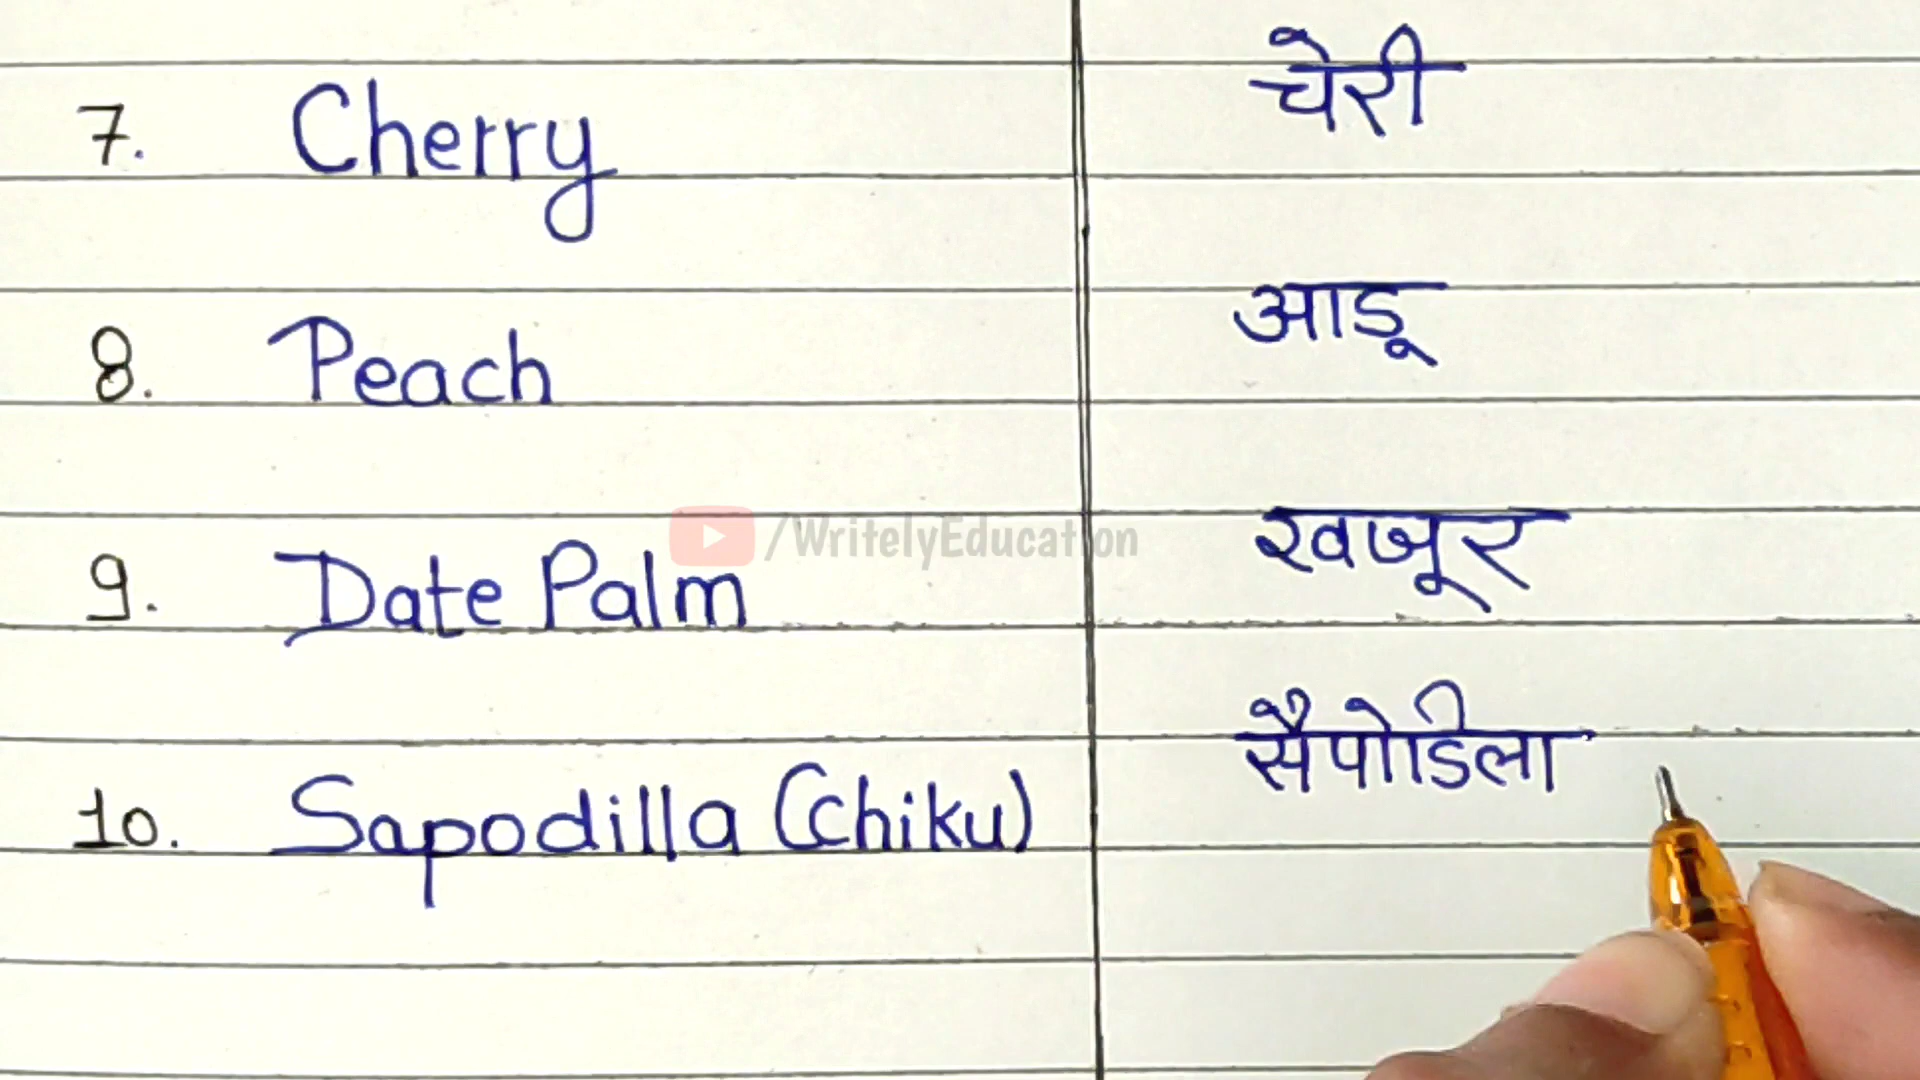 7. Cherry चेरी
8. Peach आडू
9. Date Palm खजूर
/WritelyEducation
10. Sapodilla (Chiku) सैपोडिला